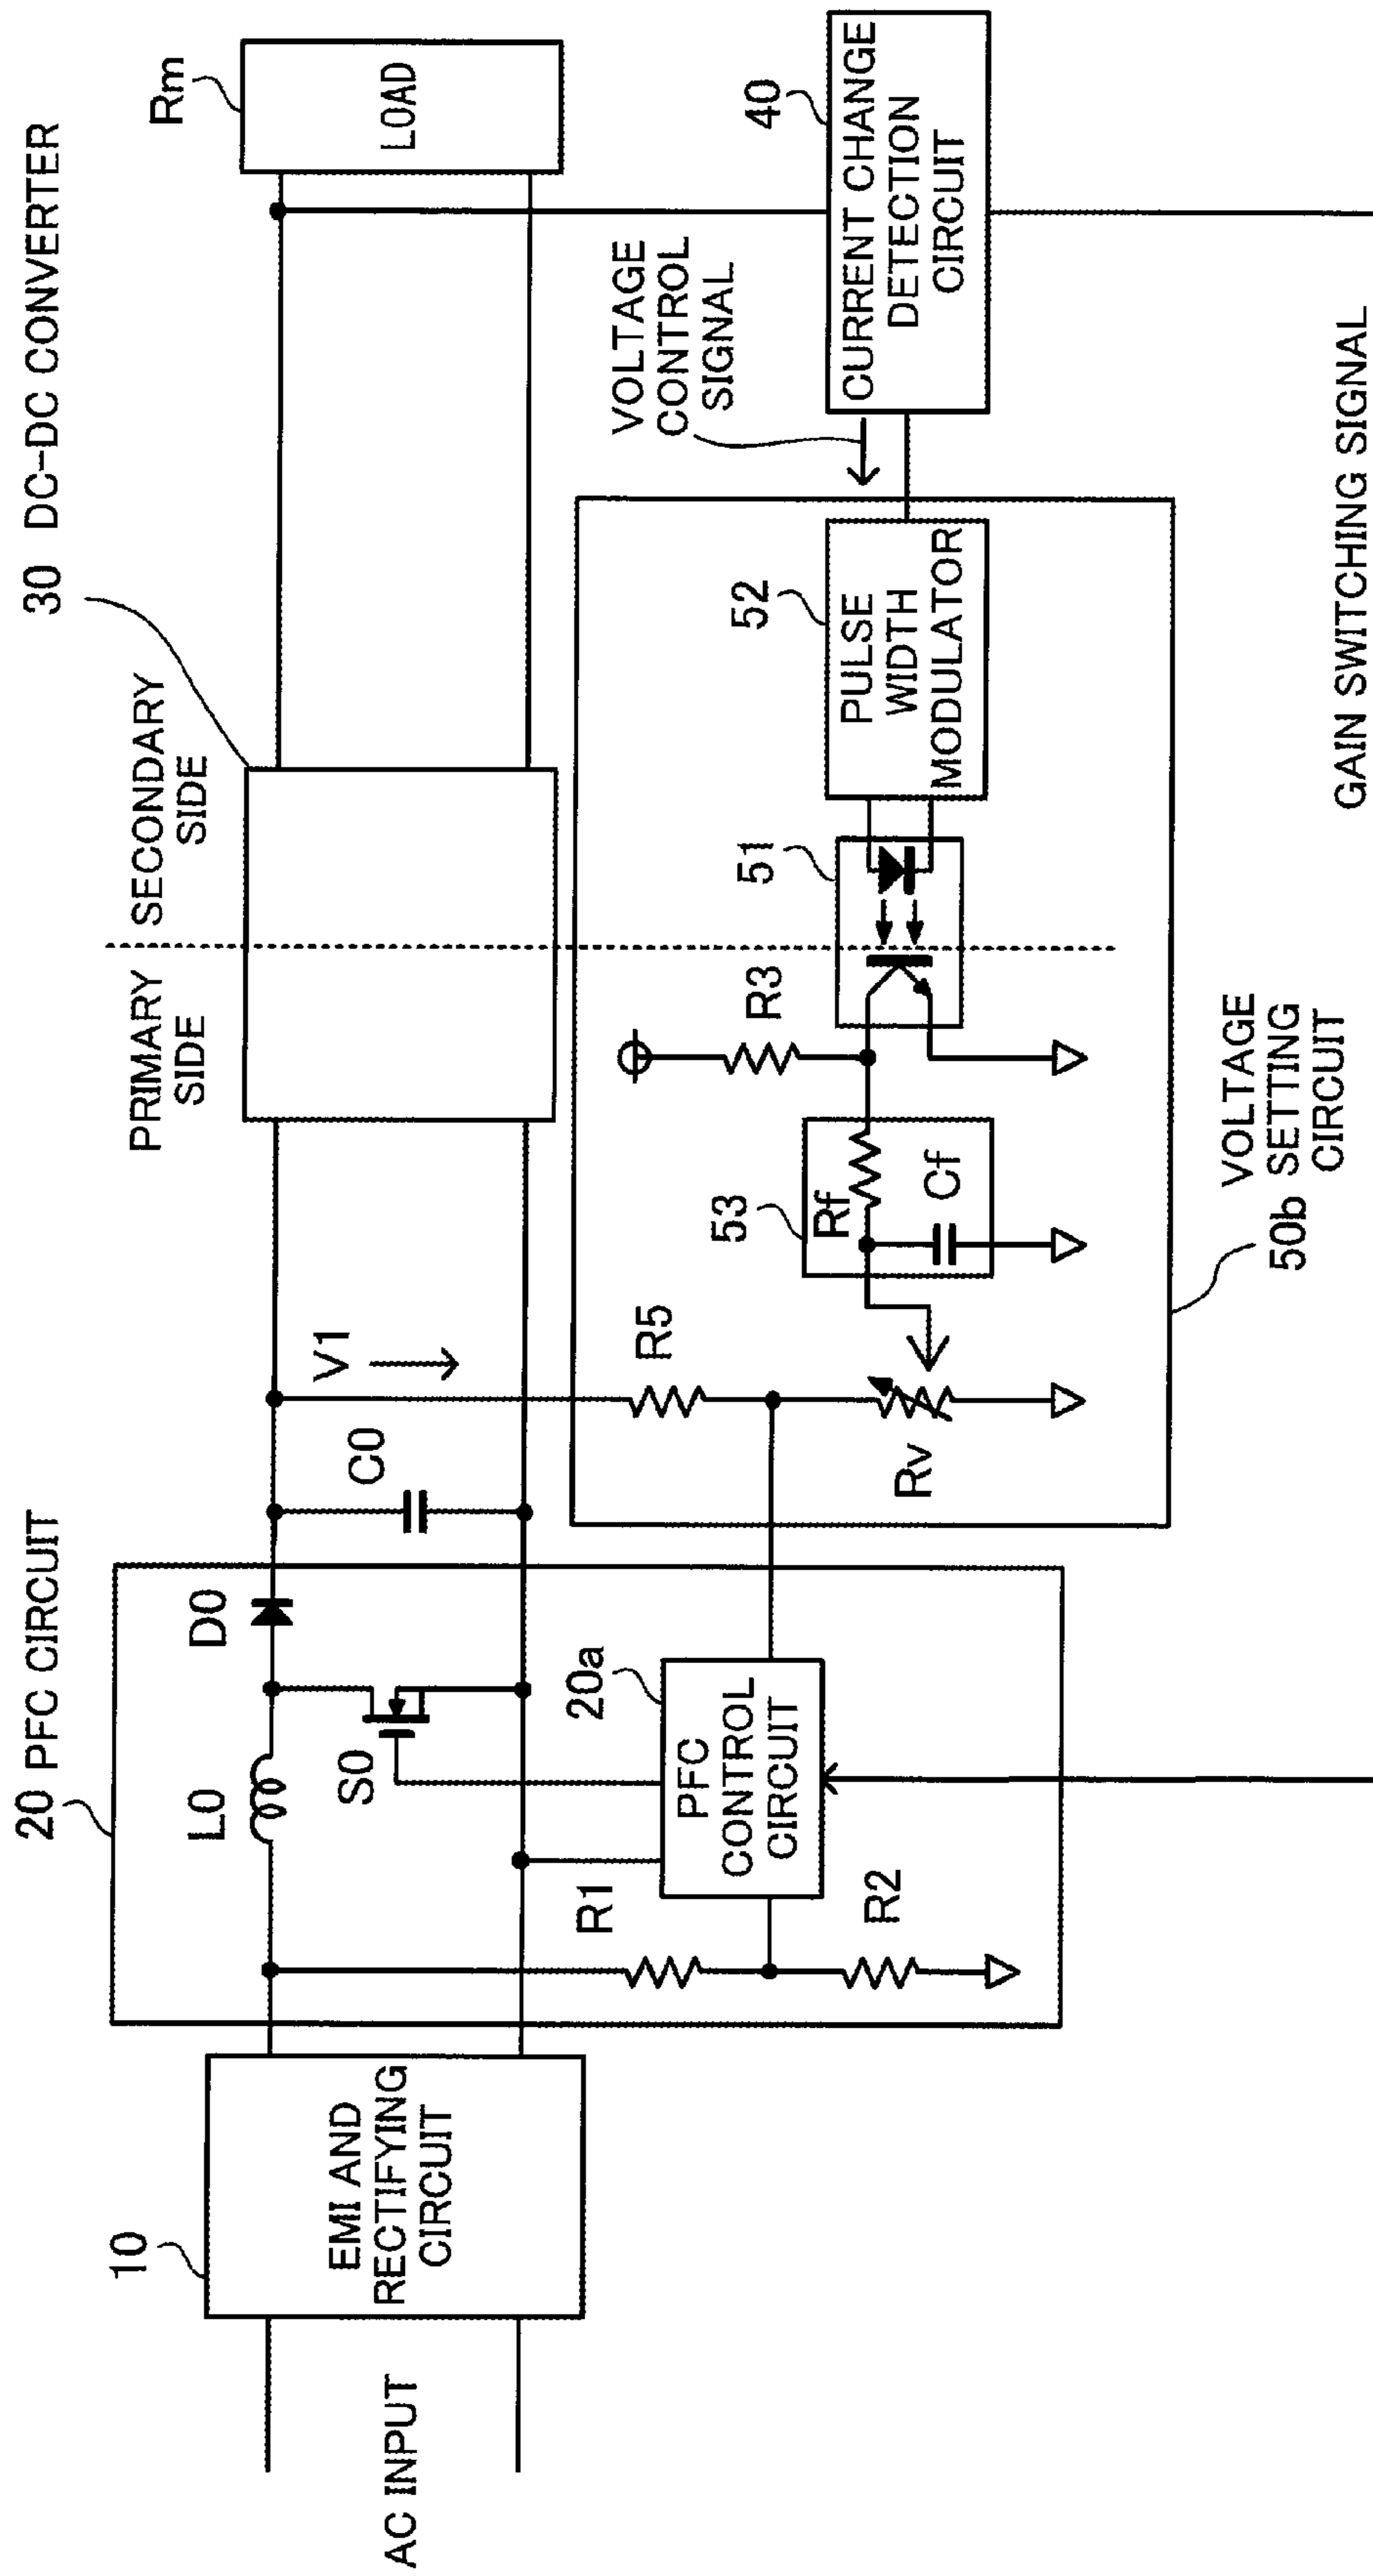 20 PFC CIRCUIT
30 DC-DC CONVERTER
PRIMARY
SIDE
SECONDARY
SIDE
Rm
LOAD
10
EMI AND
RECTIFYING
CIRCUIT
AC INPUT
L0
D0
S0
C0
V1
R1
R2
20a
PFC
CONTROL
CIRCUIT
R5
Rv
53
Rf
Cf
R3
51
52
PULSE
WIDTH
MODULATOR
VOLTAGE
CONTROL
SIGNAL
40
CURRENT CHANGE
DETECTION
CIRCUIT
VOLTAGE
50b SETTING
CIRCUIT
GAIN SWITCHING SIGNAL